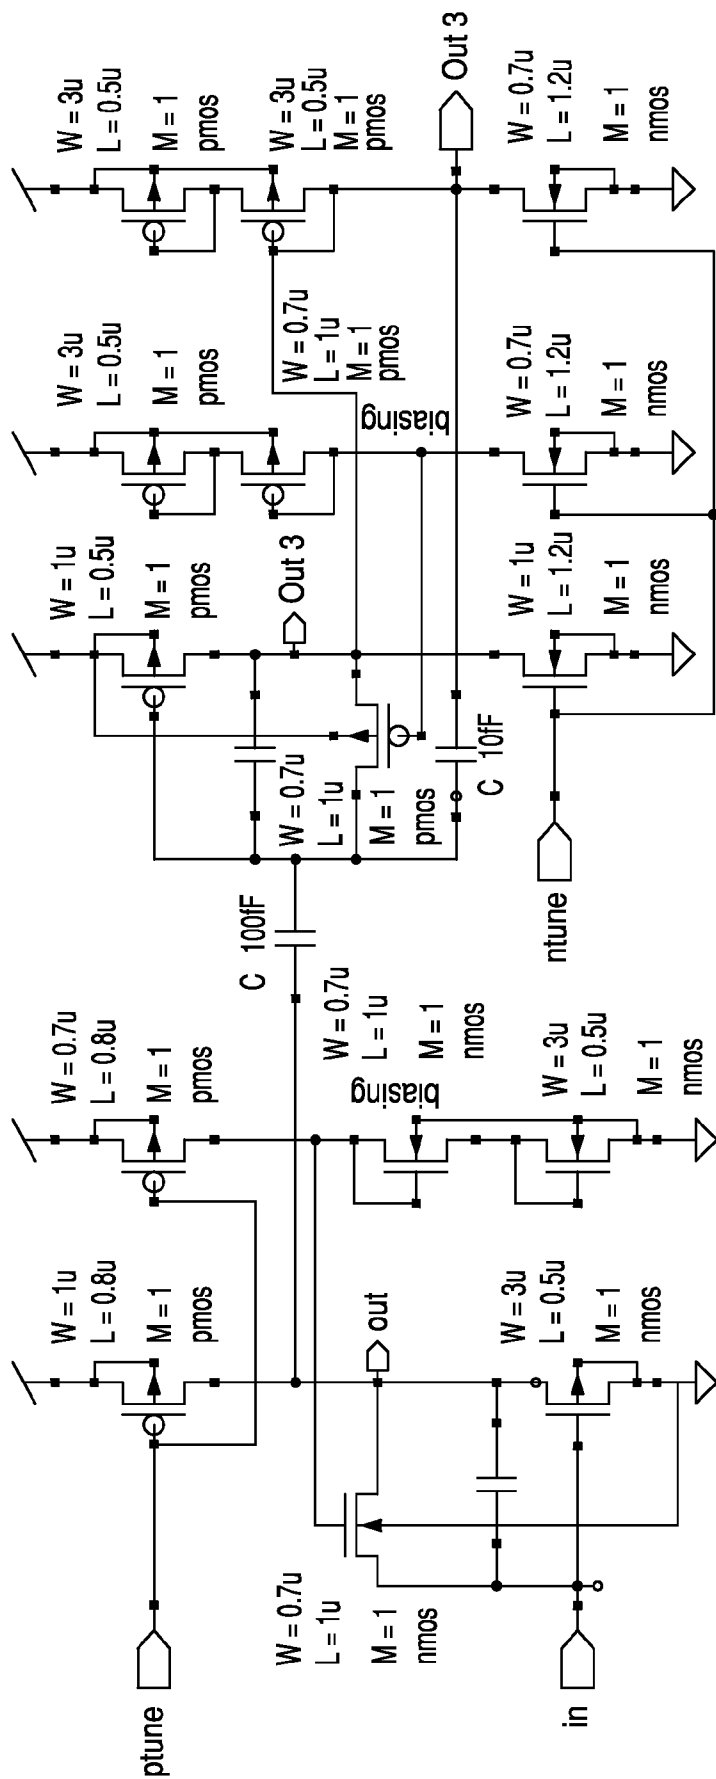 W = 3u
L = 0.5u
M = 1
pmos
W = 3u
L = 0.5u
M = 1
pmos
Out 3
W = 0.7u
L = 1.2u
M = 1
nmos
W = 3u
L = 0.5u
M = 1
pmos
W = 0.7u
L = 1u
M = 1
pmos
biasing
W = 0.7u
L = 1.2u
M = 1
nmos
W = 1u
L = 0.5u
M = 1
pmos
Out 3
W = 1u
L = 1.2u
M = 1
nmos
W = 0.7u
L = 1u
M = 1
pmos
C 10fF
C 100fF
ntune
W = 0.7u
L = 0.8u
M = 1
pmos
W = 0.7u
L = 1u
M = 1
nmos
biasing
W = 3u
L = 0.5u
M = 1
nmos
W = 1u
L = 0.8u
M = 1
pmos
out
W = 3u
L = 0.5u
M = 1
nmos
W = 0.7u
L = 1u
M = 1
nmos
ptune
in